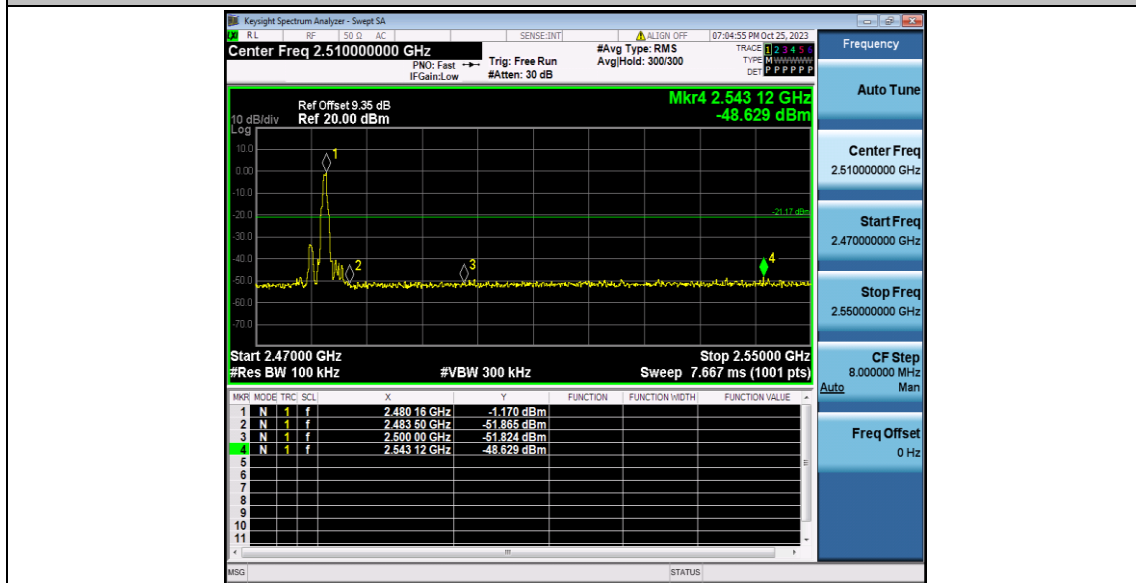 Keysight Spectrum Analyzer - Swept SA
RL RF 50 Ω AC SENSE:INT ALIGN OFF 07:04:55 PM Oct 25, 2023
Center Freq 2.510000000 GHz
PNO: Fast
IFGain:Low
Trig: Free Run
#Atten: 30 dB
#Avg Type: RMS
Avg|Hold: 300/300
TRACE 1 2 3 4 5 6
TYPE M W W W W W
DET P P P P P P
Mkr4 2.543 12 GHz
-48.629 dBm
Ref Offset 9.35 dB
10 dB/div Ref 20.00 dBm
Log
10.0
0.00
-10.0
-20.0
-30.0
-40.0
-50.0
-60.0
-70.0
1
2
3
4
-21.17 dBm
Start 2.47000 GHz Stop 2.55000 GHz
#Res BW 100 kHz #VBW 300 kHz Sweep 7.667 ms (1001 pts)
MKR MODE TRC SCL X Y FUNCTION FUNCTION WIDTH FUNCTION VALUE
1 N 1 f 2.480 16 GHz -1.170 dBm
2 N 1 f 2.483 50 GHz -51.865 dBm
3 N 1 f 2.500 00 GHz -51.824 dBm
4 N 1 f 2.543 12 GHz -48.629 dBm
5
6
7
8
9
10
11
MSG STATUS
Frequency
Auto Tune
Center Freq
2.510000000 GHz
Start Freq
2.470000000 GHz
Stop Freq
2.550000000 GHz
CF Step
8.000000 MHz
Auto Man
Freq Offset
0 Hz